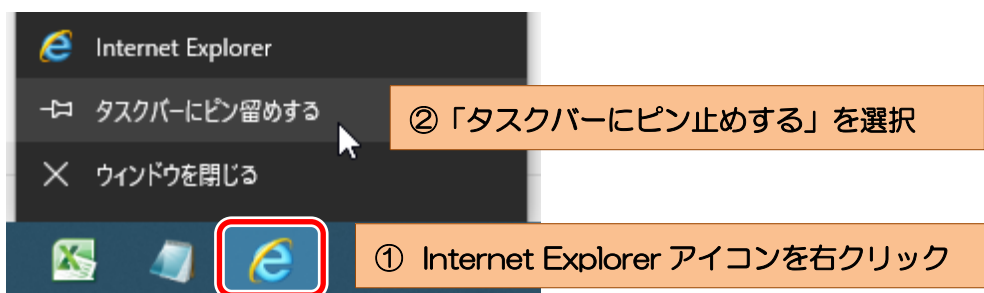 Internet Explorer
タスクバーにピン留めする
②「タスクバーにピン止めする」を選択
ウィンドウを閉じる
① Internet Explorer アイコンを右クリック